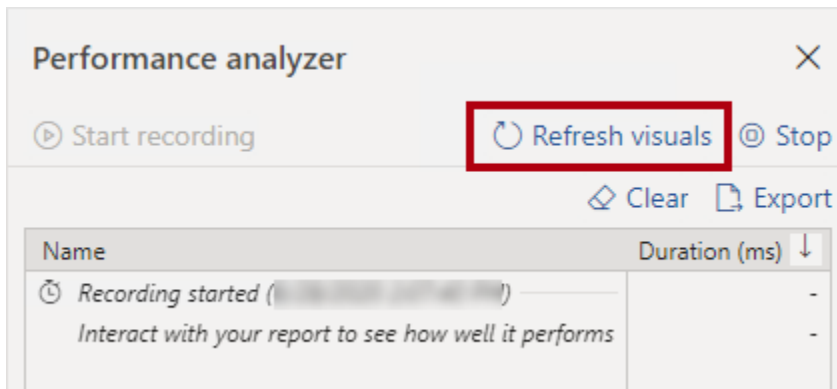 Performance analyzer
Start recording Refresh visuals Stop
Clear Export
Name Duration (ms)
Recording started ( )
-
Interact with your report to see how well it performs -